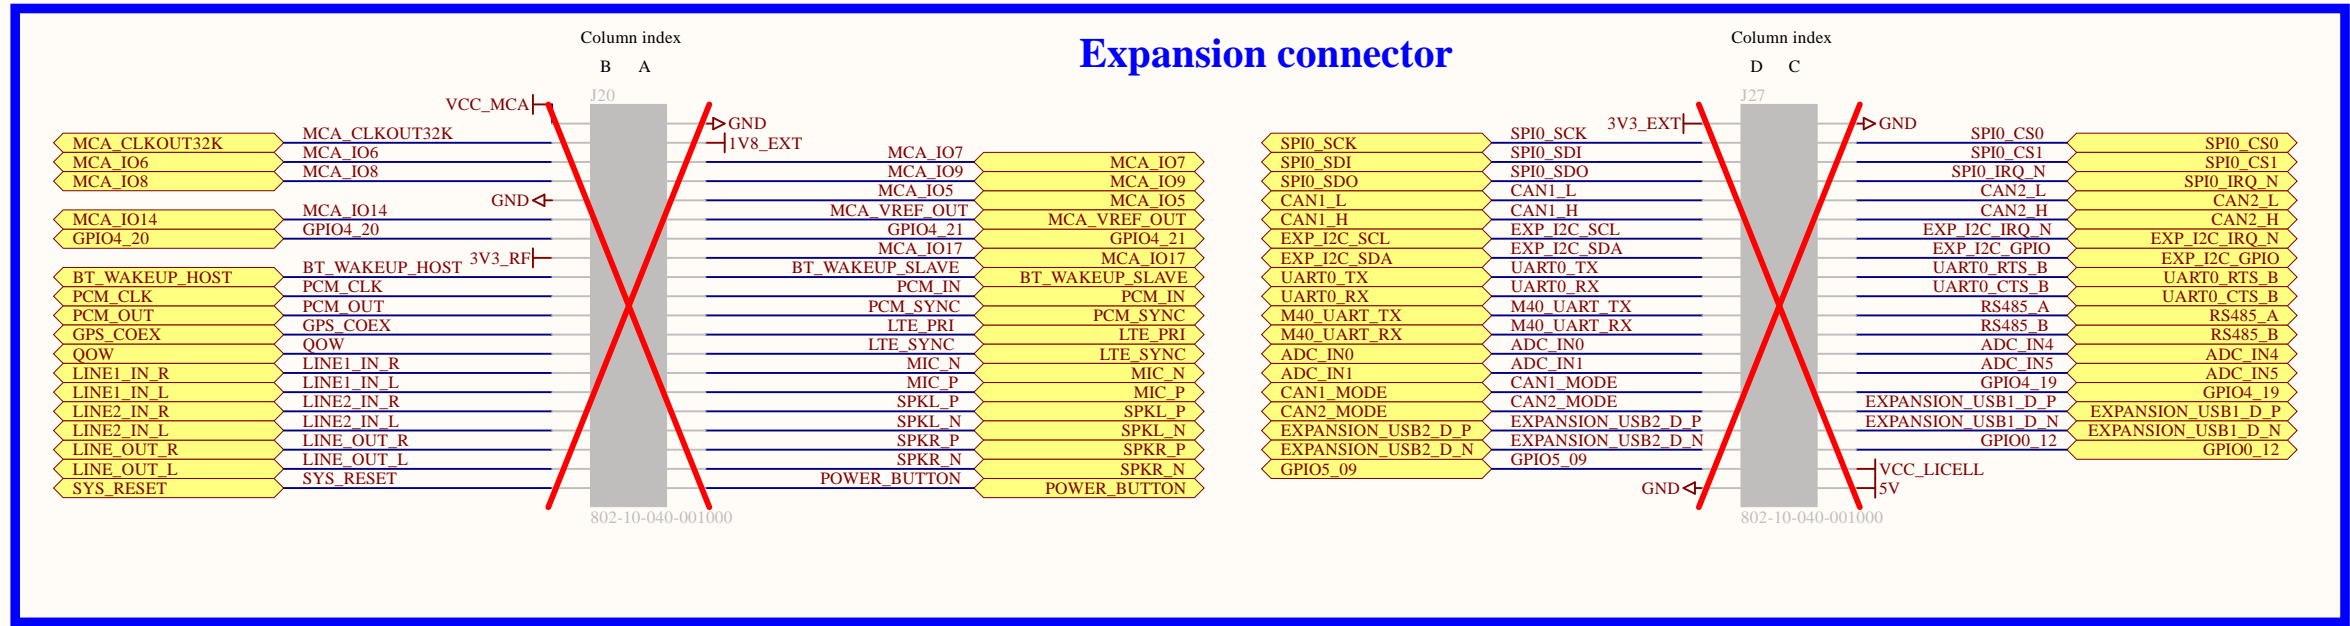 Expansion connector
Column index
B A
J20
VCC_MCA
GND
MCA_CLKOUT32K MCA_CLKOUT32K 1V8_EXT
MCA_IO6 MCA_IO6 MCA_IO7 MCA_IO7
MCA_IO8 MCA_IO8 MCA_IO9 MCA_IO9
GND MCA_IO5 MCA_IO5
MCA_IO14 MCA_IO14 MCA_VREF_OUT MCA_VREF_OUT
GPIO4_20 GPIO4_20 GPIO4_21 GPIO4_21
3V3_RF MCA_IO17 MCA_IO17
BT_WAKEUP_HOST BT_WAKEUP_HOST BT_WAKEUP_SLAVE BT_WAKEUP_SLAVE
PCM_CLK PCM_CLK PCM_IN PCM_IN
PCM_OUT PCM_OUT PCM_SYNC PCM_SYNC
GPS_COEX GPS_COEX LTE_PRI LTE_PRI
QOW QOW LTE_SYNC LTE_SYNC
LINE1_IN_R LINE1_IN_R MIC_N MIC_N
LINE1_IN_L LINE1_IN_L MIC_P MIC_P
LINE2_IN_R LINE2_IN_R SPKL_P SPKL_P
LINE2_IN_L LINE2_IN_L SPKL_N SPKL_N
LINE_OUT_R LINE_OUT_R SPKR_P SPKR_P
LINE_OUT_L LINE_OUT_L SPKR_N SPKR_N
SYS_RESET SYS_RESET POWER_BUTTON POWER_BUTTON
802-10-040-001000
Column index
D C
J27
3V3_EXT GND
SPI0_SCK SPI0_SCK SPI0_CS0 SPI0_CS0
SPI0_SDI SPI0_SDI SPI0_CS1 SPI0_CS1
SPI0_SDO SPI0_SDO SPI0_IRQ_N SPI0_IRQ_N
CAN1_L CAN1_L CAN2_L CAN2_L
CAN1_H CAN1_H CAN2_H CAN2_H
EXP_I2C_SCL EXP_I2C_SCL EXP_I2C_IRQ_N EXP_I2C_IRQ_N
EXP_I2C_SDA EXP_I2C_SDA EXP_I2C_GPIO EXP_I2C_GPIO
UART0_TX UART0_TX UART0_RTS_B UART0_RTS_B
UART0_RX UART0_RX UART0_CTS_B UART0_CTS_B
M40_UART_TX M40_UART_TX RS485_A RS485_A
M40_UART_RX M40_UART_RX RS485_B RS485_B
ADC_IN0 ADC_IN0 ADC_IN4 ADC_IN4
ADC_IN1 ADC_IN1 ADC_IN5 ADC_IN5
CAN1_MODE CAN1_MODE GPIO4_19 GPIO4_19
CAN2_MODE CAN2_MODE EXPANSION_USB1_D_P EXPANSION_USB1_D_P
EXPANSION_USB2_D_P EXPANSION_USB2_D_P EXPANSION_USB1_D_N EXPANSION_USB1_D_N
EXPANSION_USB2_D_N EXPANSION_USB2_D_N GPIO0_12 GPIO0_12
GPIO5_09 GPIO5_09 VCC_LICELL
GND 5V
802-10-040-001000